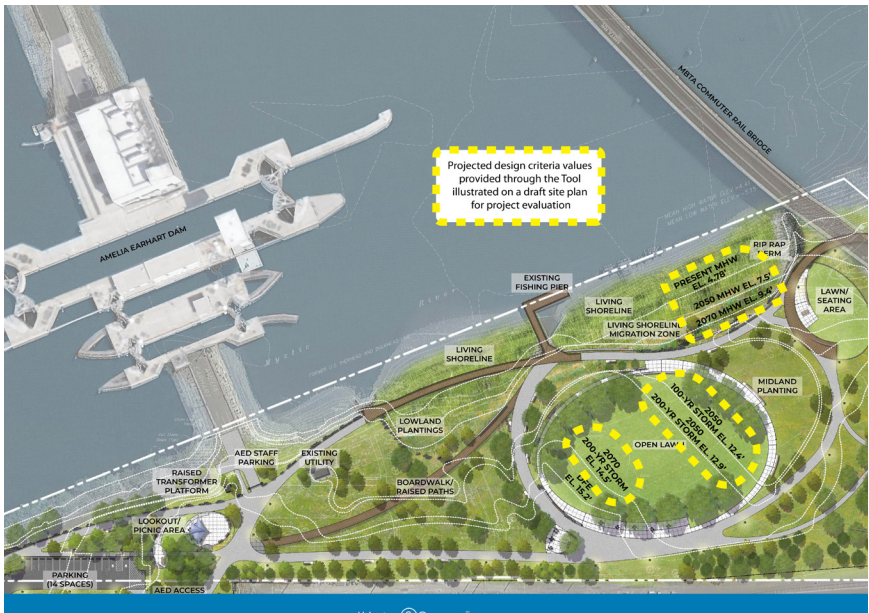 MBTA COMMUTER RAIL BRIDGE
Projected design criteria values
provided through the Tool
illustrated on a draft site plan
for project evaluation
AMELIA EARHART DAM
RIP RAP
PRESENT MHW
EL. 4.78'
2050 MHW EL. 7.5'
2070 MHW EL. 9.4'
EXISTING
FISHING PIER
LIVING
SHORELINE
LAWN/
SEATING
AREA
LIVING SHORELINE
MIGRATION ZONE
LIVING
SHORELINE
MIDLAND
PLANTING
2050
100-YR STORM EL. 12.4'
2050
200-YR STORM EL. 12.9'
LOWLAND
PLANTINGS
OPEN LAWN
2070
200-YR STORM
EL. 14.5'
DFE
EL. 15.2'
AED STAFF
PARKING
EXISTING
UTILITY
RAISED
TRANSFORMER
PLATFORM
BOARDWALK/
RAISED PATHS
LOOKOUT/
PICNIC AREA
PARKING
(14 SPACES)
AED ACCESS